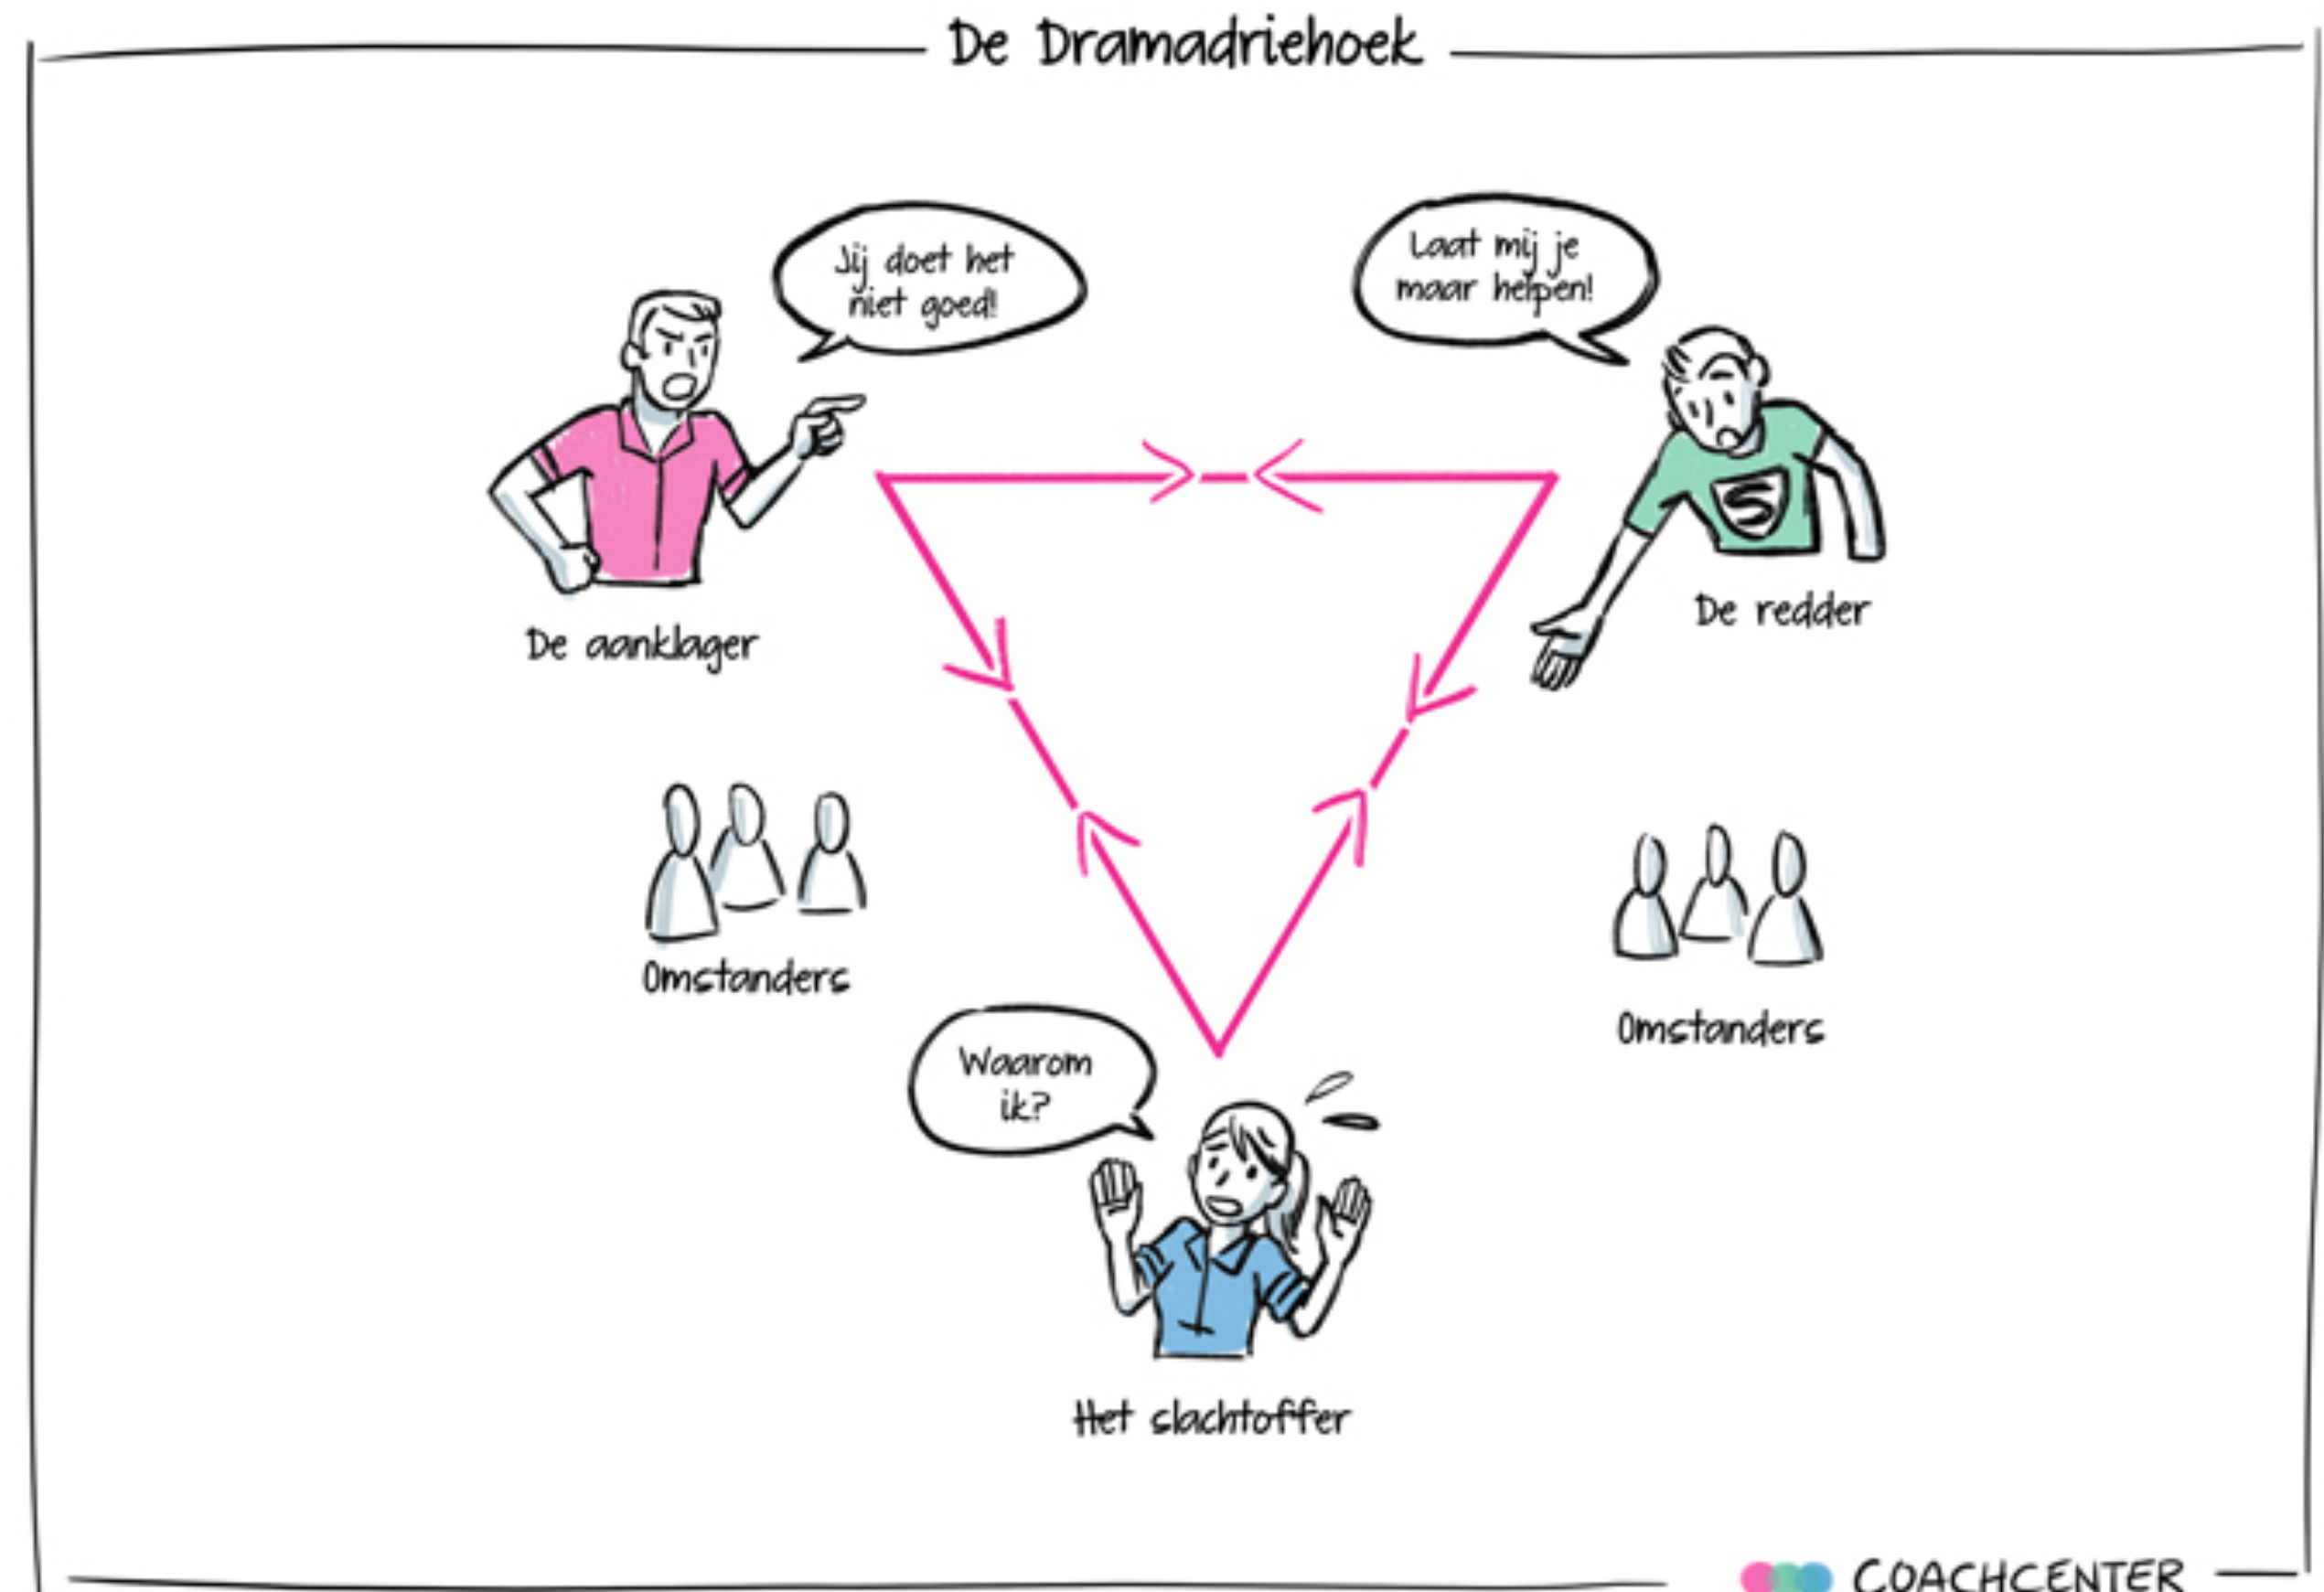 De Dramadriehoek
Jij doet het
niet goed!
Laat mij je
maar helpen!
S
De redder
De aanklager
Omstanders
Omstanders
Waarom
ik?
Het slachtoffer
COACHCENTER